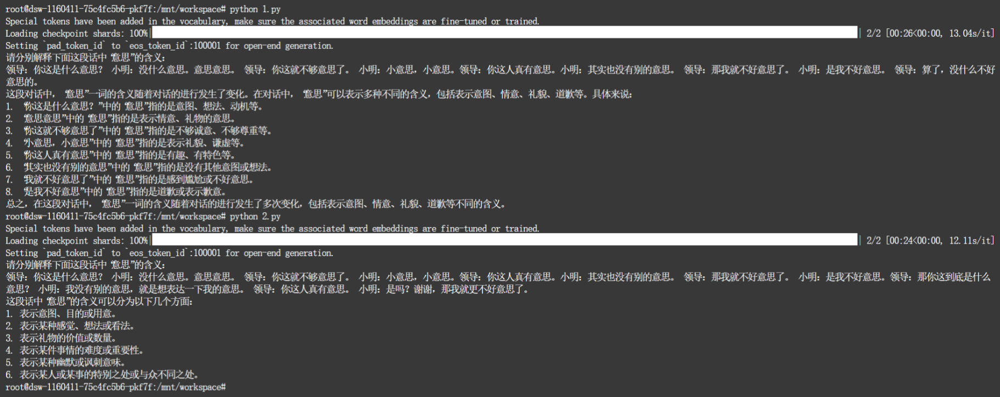 root@dsw-1160411-75c4fc5b6-pkf7f:/mnt/workspace# python 1.py
Special tokens have been added in the vocabulary, make sure the associated word embeddings are fine-tuned or trained.
Loading checkpoint shards: 100%| | 2/2 [00:26<00:00, 13.04s/it]
Setting `pad_token_id` to `eos_token_id`:100001 for open-end generation.
请分别解释下面这段话中“意思”的含义：
领导：你这是什么意思？ 小明：没什么意思。意思意思。 领导：你这就不够意思了。 小明：小意思，小意思。领导：你这人真有意思。小明：其实也没有别的意思。 领导：那我就不好意思了。 小明：是我不好意思。 领导：算了，没什么不好
意思的。
这段对话中， “意思”一词的含义随着对话的进行发生了变化。在对话中， “意思”可以表示多种不同的含义，包括表示意图、情意、礼貌、道歉等。具体来说：
1. “你这是什么意思？”中的“意思”指的是意图、想法、动机等。
2. “意思意思”中的“意思”指的是表示情意、礼物的意思。
3. “你这就不够意思了”中的“意思”指的是不够诚意、不够尊重等。
4. “小意思，小意思”中的“意思”指的是表示礼貌、谦虚等。
5. “你这人真有意思”中的“意思”指的是有趣、有特色等。
6. “其实也没有别的意思”中的“意思”指的是没有其他意图或想法。
7. “我就不好意思了”中的“意思”指的是感到尴尬或不好意思。
8. “是我不好意思”中的“意思”指的是道歉或表示歉意。
总之，在这段对话中， “意思”一词的含义随着对话的进行发生了多次变化，包括表示意图、情意、礼貌、道歉等不同的含义。
root@dsw-1160411-75c4fc5b6-pkf7f:/mnt/workspace# python 2.py
Special tokens have been added in the vocabulary, make sure the associated word embeddings are fine-tuned or trained.
Loading checkpoint shards: 100%| | 2/2 [00:24<00:00, 12.11s/it]
Setting `pad_token_id` to `eos_token_id`:100001 for open-end generation.
请分别解释下面这段话中“意思”的含义：
领导：你这是什么意思？ 小明：没什么意思。意思意思。 领导：你这就不够意思了。 小明：小意思，小意思。领导：你这人真有意思。小明：其实也没有别的意思。 领导：那我就不好意思了。 小明：是我不好意思。领导：那你这到底是什么
意思？ 小明：我没有别的意思，就是想表达一下我的意思。 领导：你这人真有意思。 小明：是吗？谢谢，那我就更不好意思了。
这段话中“意思”的含义可以分为以下几个方面：
1. 表示意图、目的或用意。
2. 表示某种感觉、想法或看法。
3. 表示礼物的价值或数量。
4. 表示某件事情的难度或重要性。
5. 表示某种幽默或讽刺意味。
6. 表示某人或某事的特别之处或与众不同之处。
root@dsw-1160411-75c4fc5b6-pkf7f:/mnt/workspace#